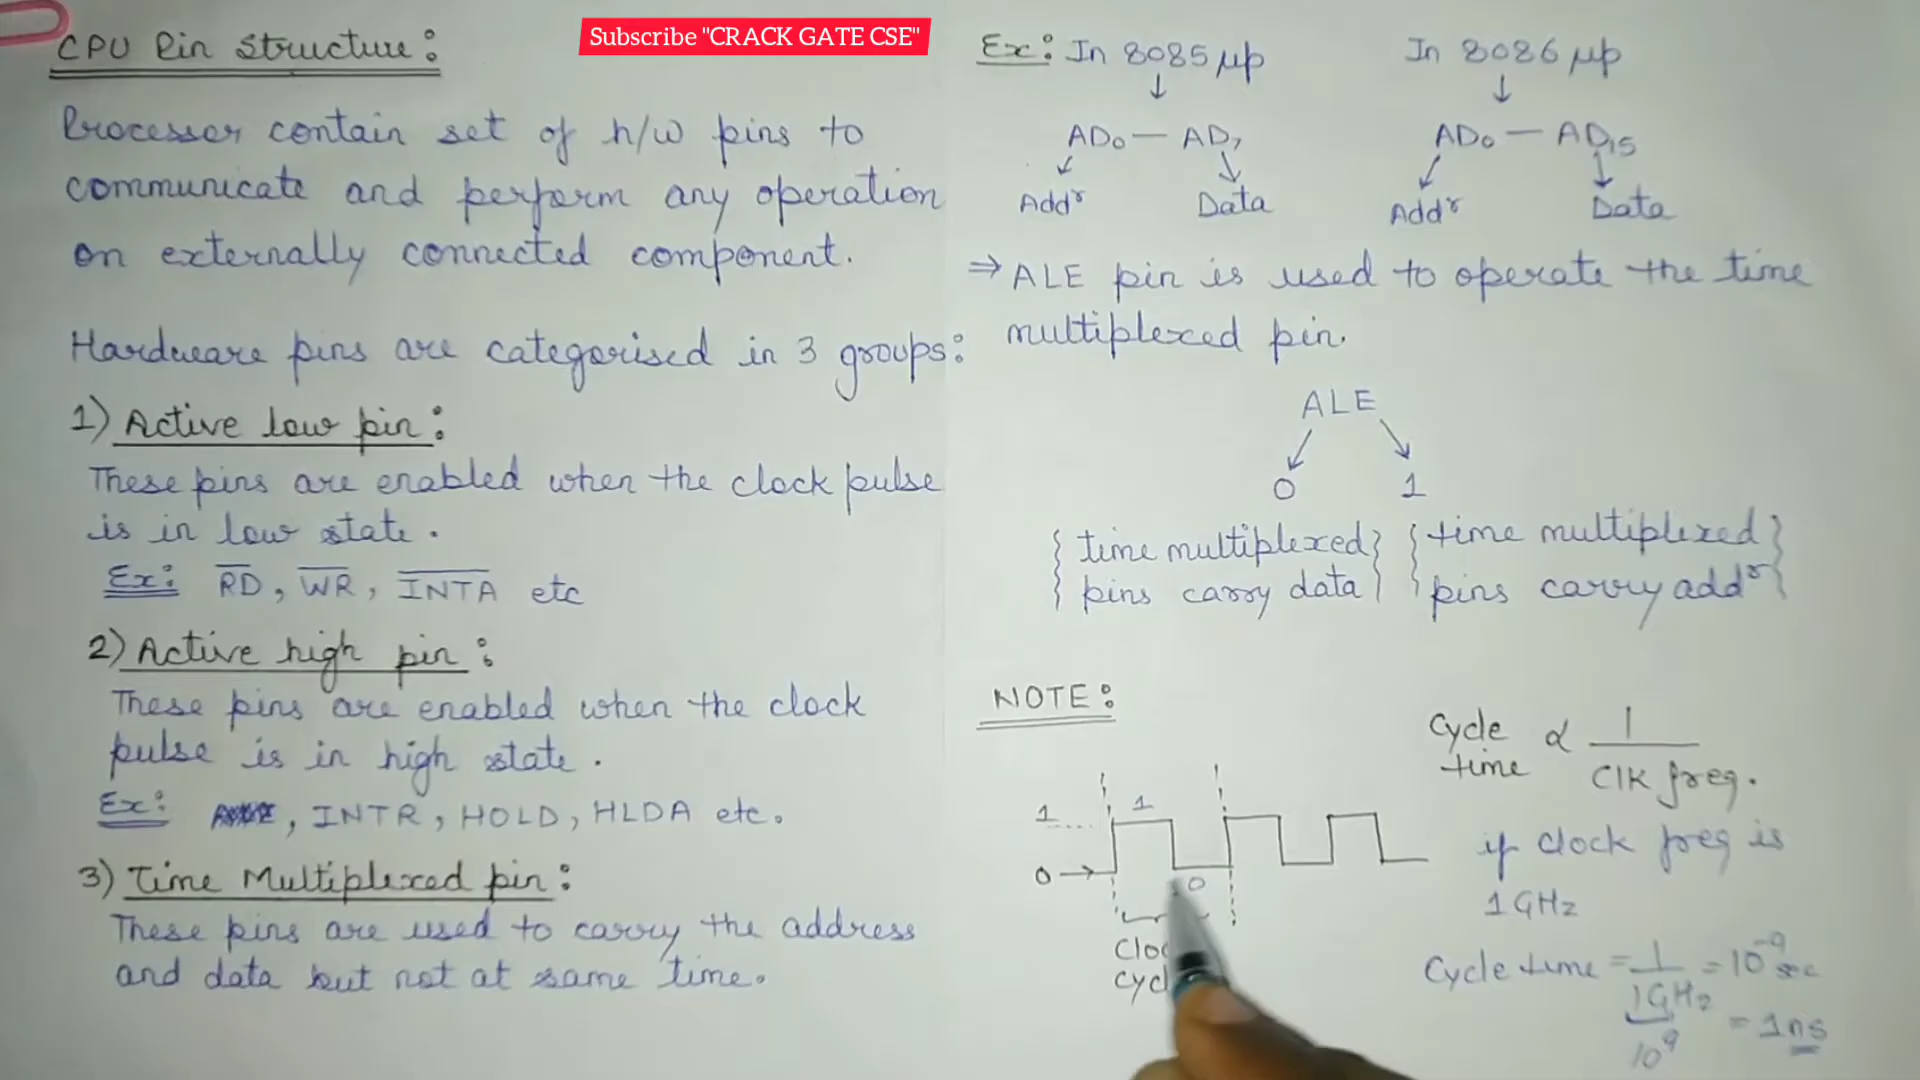 CPU Pin Structure:
Processor contain set of h/w pins to
communicate and perform any operation
on externally connected component.
Hardware pins are categorised in 3 groups:
1) Active low pin:
These pins are enabled when the clock pulse
is in low state.
Ex: R̅D̅, W̅R̅, I̅N̅T̅A̅ etc
2) Active high pin:
These pins are enabled when the clock
pulse is in high state.
Ex: , INTR, HOLD, HLDA etc.
3) Time Multiplexed pin:
These pins are used to carry the address
and data but not at same time.
Subscribe "CRACK GATE CSE"
Ex: In 8085 μp
↓
AD₀ — AD₇
↙ ↘
Addr Data
In 8086 μp
↓
AD₀ — AD₁₅
↙ ↓
Addr Data
⇒ ALE pin is used to operate the time
multiplexed pin.
ALE
↙ ↘
0 1
{ time multiplexed }
{ pins carry data }
{ time multiplexed }
{ pins carry addr }
NOTE:
1 1
0 → 0
Cycle time ∝ 1 / Clk freq.
if clock freq is
1 GHz
Cycle time = 1 / 1GHz = 10⁻⁹ sec
10⁹ = 1ns